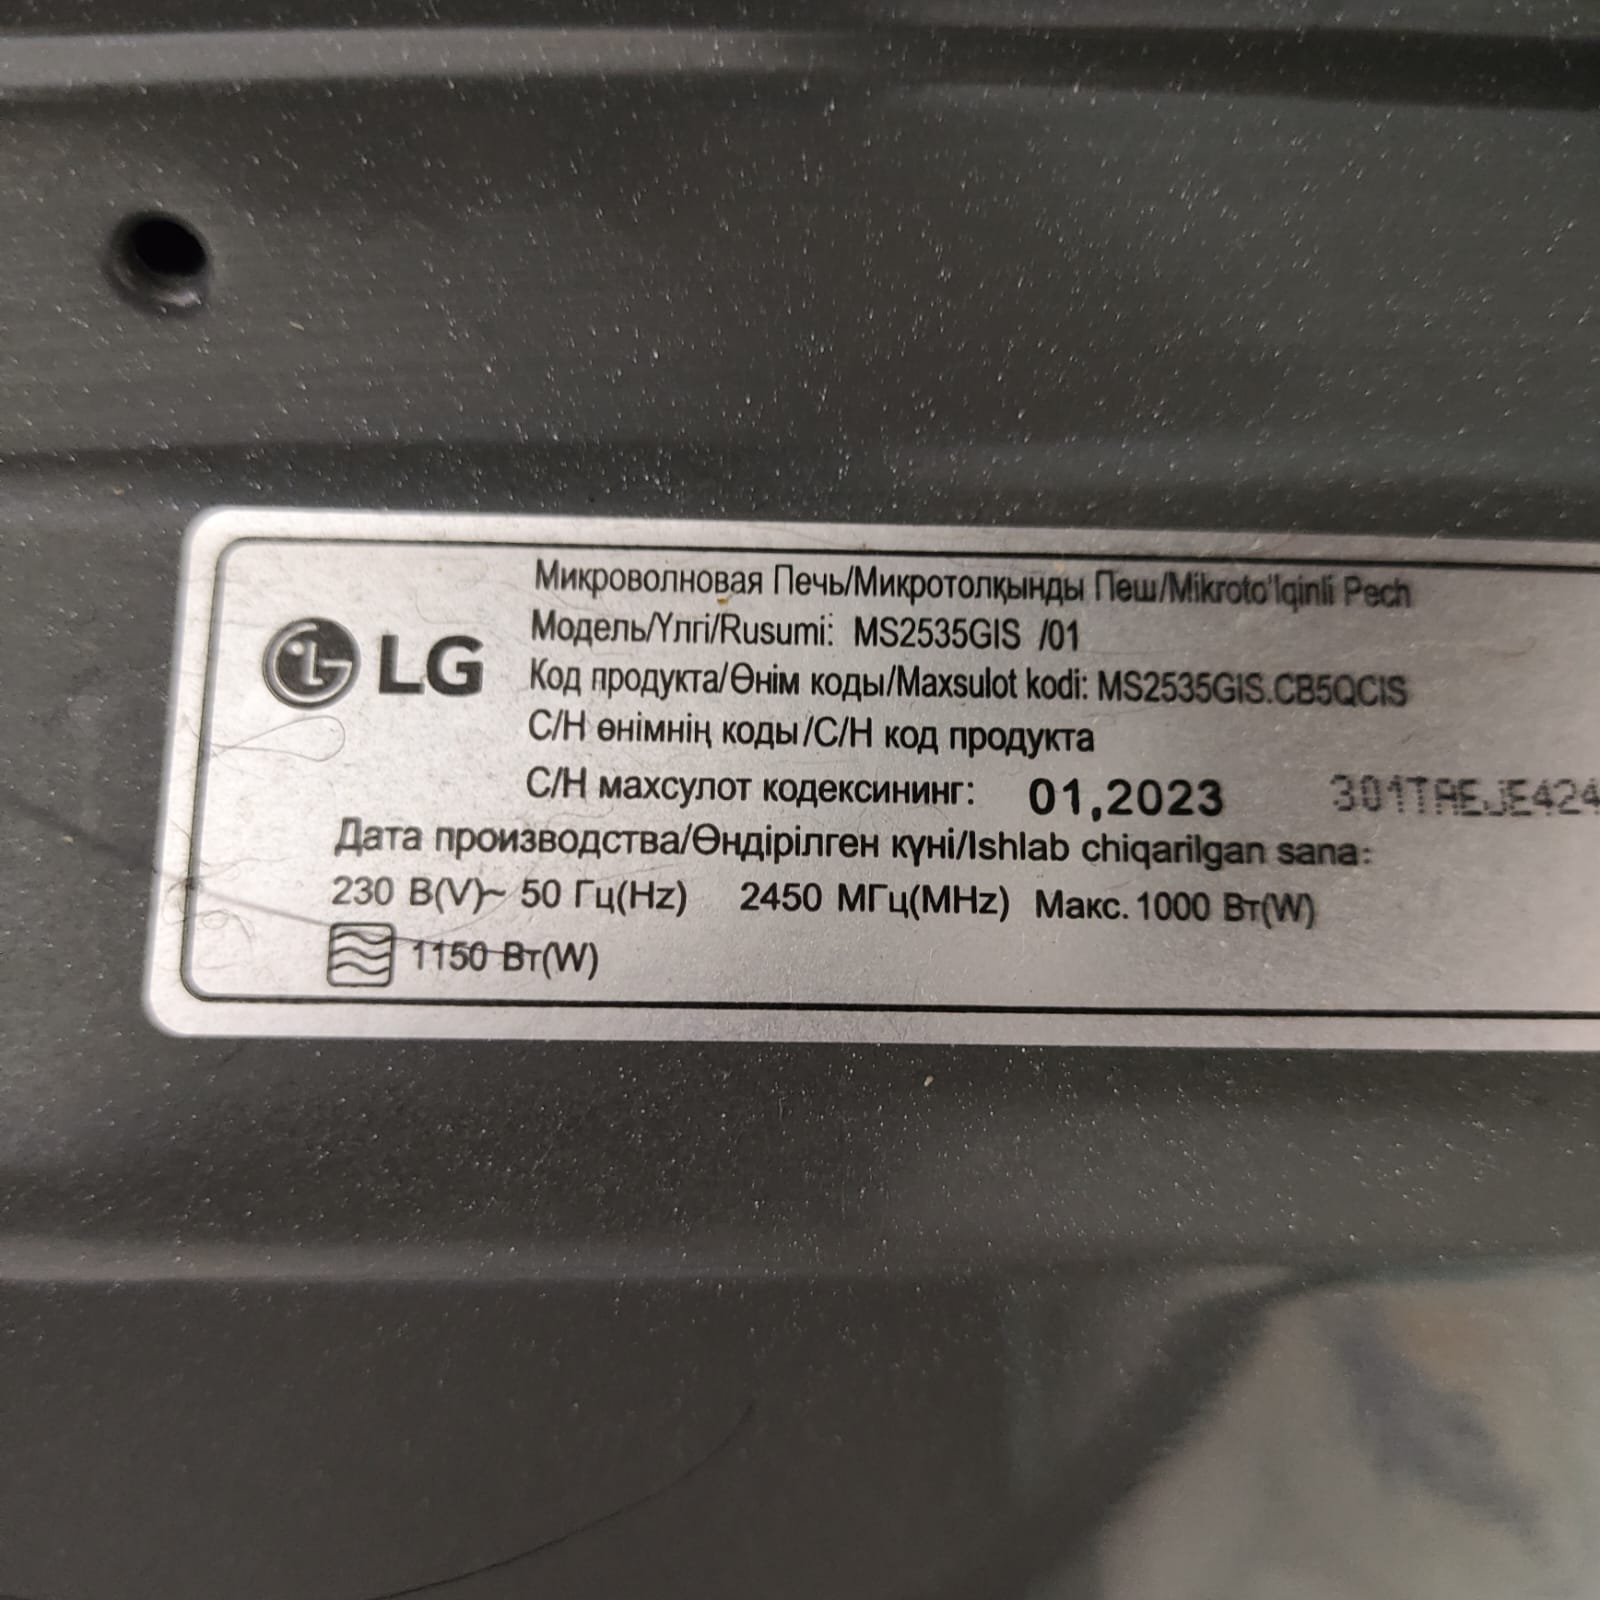 Микроволновая Печь/Микротолқынды Пеш/Mikroto'lqinli Pech
Модель/Үлгі/Rusumi: MS2535GIS /01
LG
Код продукта/Өнім коды/Maxsulot kodi: MS2535GIS.CB5QCIS
С/Н өнімнің коды/С/Н код продукта
С/Н махсулот кодексининг: 01,2023 301TAEJE424
Дата производства/Өндірілген күні/Ishlab chiqarilgan sana:
230 В(V)~ 50 Гц(Hz) 2450 МГц(MHz) Макс. 1000 Вт(W)
1150 Вт(W)